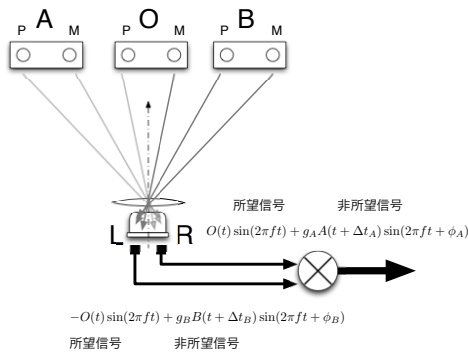 A O B
P M P M P M
所望信号 非所望信号
L R O(t) sin(2πft) + g_A A(t + Δt_A) sin(2πft + ϕ_A)
−O(t) sin(2πft) + g_B B(t + Δt_B) sin(2πft + ϕ_B)
所望信号 非所望信号